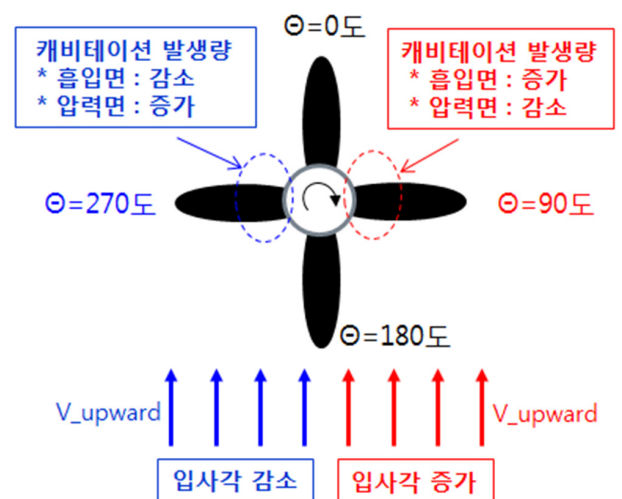 Θ=0도
캐비테이션 발생량
* 흡입면 : 감소
* 압력면 : 증가
캐비테이션 발생량
* 흡입면 : 증가
* 압력면 : 감소
Θ=270도
Θ=90도
Θ=180도
V_upward
V_upward
입사각 감소
입사각 증가